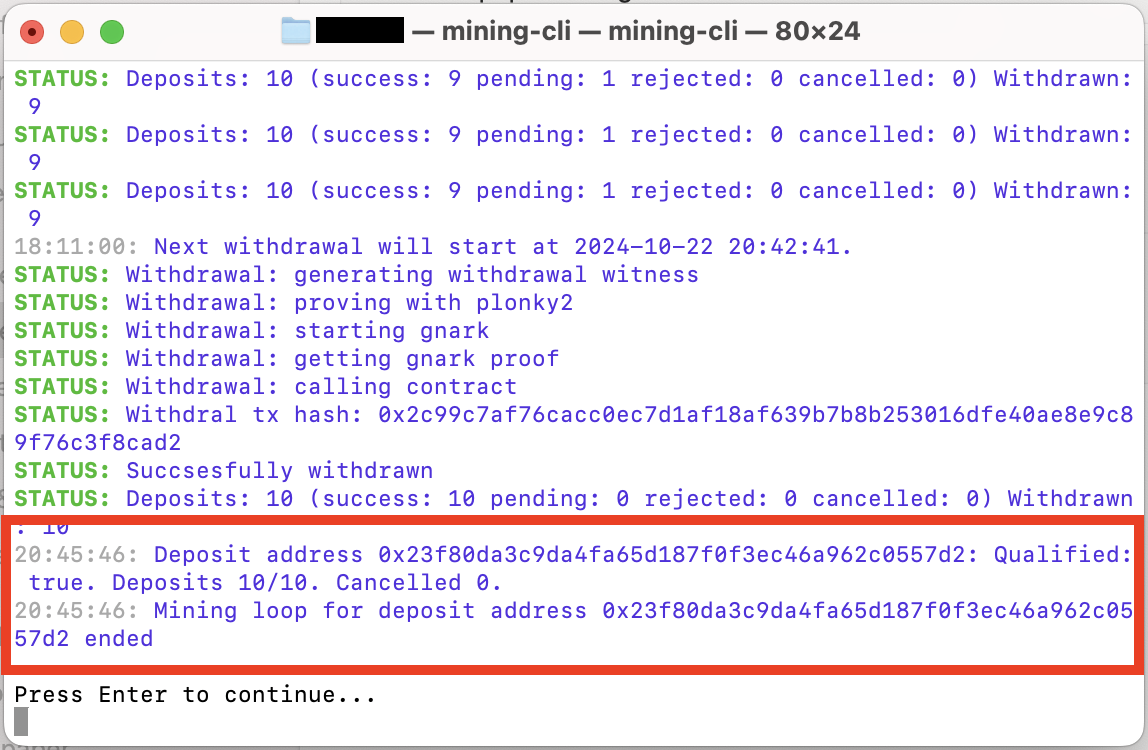 — mining-cli — mining-cli — 80×24
STATUS: Deposits: 10 (success: 9 pending: 1 rejected: 0 cancelled: 0) Withdrawn:
9
STATUS: Deposits: 10 (success: 9 pending: 1 rejected: 0 cancelled: 0) Withdrawn:
9
STATUS: Deposits: 10 (success: 9 pending: 1 rejected: 0 cancelled: 0) Withdrawn:
9
18:11:00: Next withdrawal will start at 2024-10-22 20:42:41.
STATUS: Withdrawal: generating withdrawal witness
STATUS: Withdrawal: proving with plonky2
STATUS: Withdrawal: starting gnark
STATUS: Withdrawal: getting gnark proof
STATUS: Withdrawal: calling contract
STATUS: Withdral tx hash: 0x2c99c7af76cacc0ec7d1af18af639b7b8b253016dfe40ae8e9c8
9f76c3f8cad2
STATUS: Succsesfully withdrawn
STATUS: Deposits: 10 (success: 10 pending: 0 rejected: 0 cancelled: 0) Withdrawn
: 10
20:45:46: Deposit address 0x23f80da3c9da4fa65d187f0f3ec46a962c0557d2: Qualified:
true. Deposits 10/10. Cancelled 0.
20:45:46: Mining loop for deposit address 0x23f80da3c9da4fa65d187f0f3ec46a962c05
57d2 ended
Press Enter to continue...